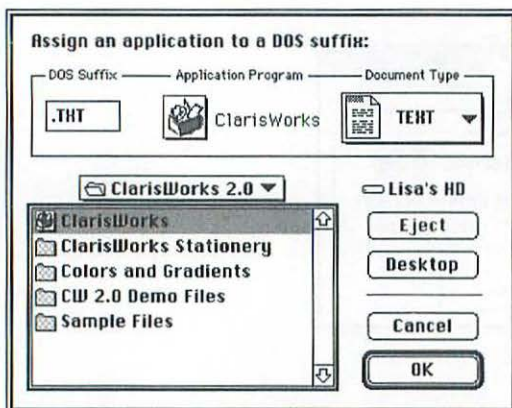 Assign an application to a DOS suffix:
DOS Suffix
Application Program
Document Type
.TXT
ClarisWorks
TEXT
ClarisWorks 2.0
Lisa's HD
ClarisWorks
ClarisWorks Stationery
Colors and Gradients
CW 2.0 Demo Files
Sample Files
Eject
Desktop
Cancel
OK